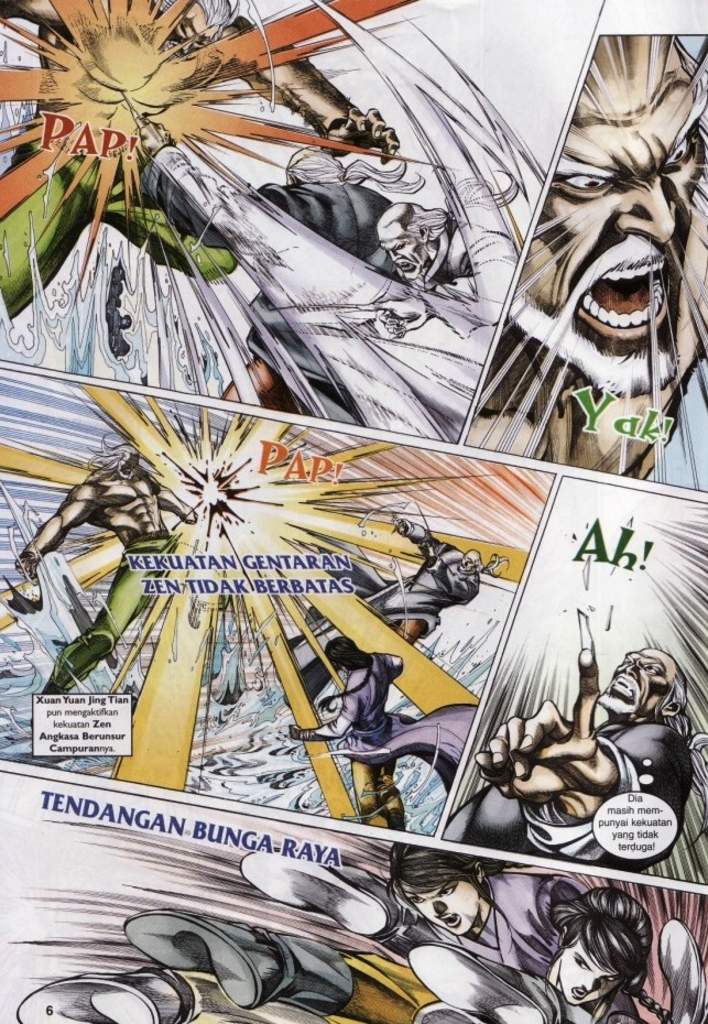 PAP!
Yak!
PAP!
KEKUATAN GENTARAN
ZEN TIDAK BERBATAS
Xuan Yuan Jing Tian
pun mengaktifkan
kekuatan Zen
Angkasa Berunsur
Campurannya.
Ah!
Dia
masih mem-
punyai kekuatan
yang tidak
terduga!
TENDANGAN BUNGA RAYA
6